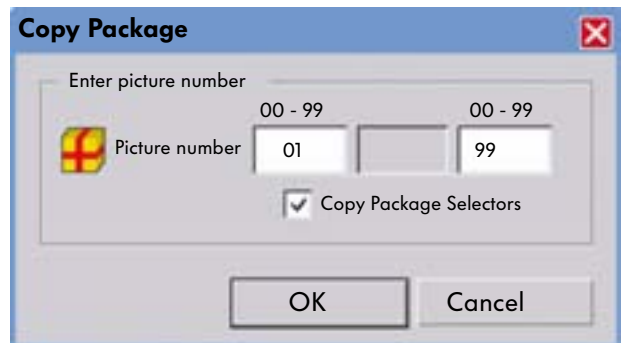 Copy Package
Enter picture number
00 - 99 00 - 99
Picture number 01 99
Copy Package Selectors
OK Cancel